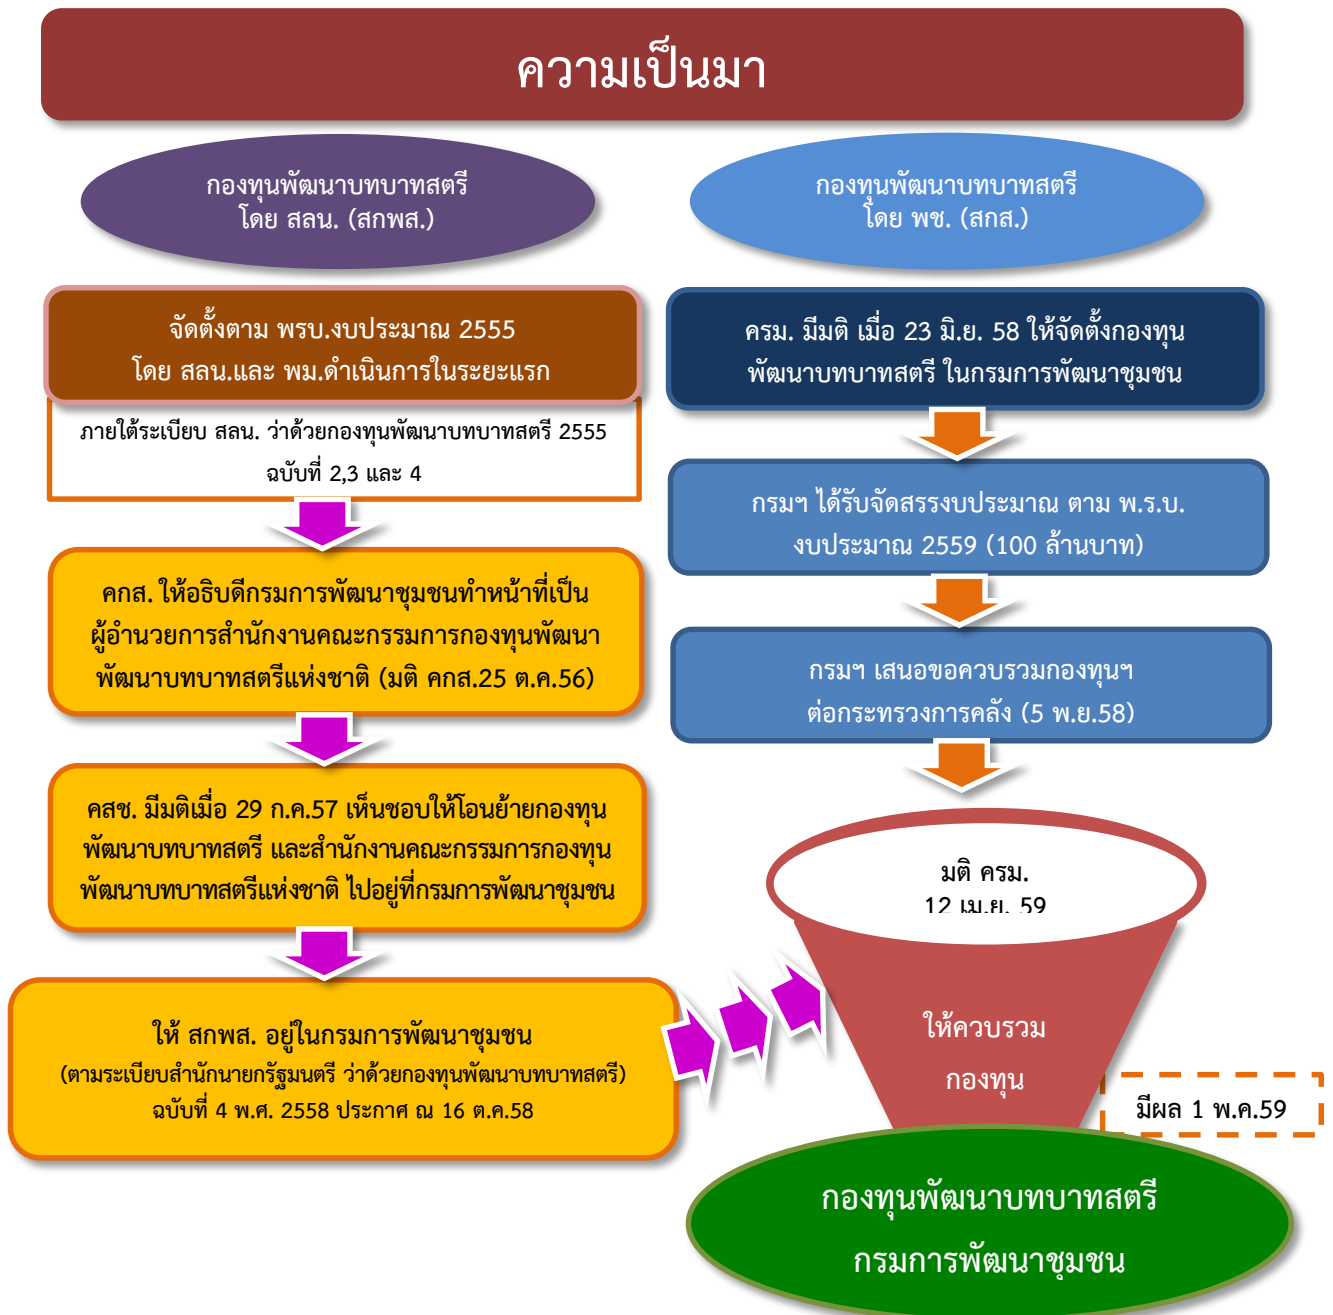 ความเป็นมา
กองทุนพัฒนาบทบาทสตรี
โดย สลน. (สกพส.)
จัดตั้งตาม พรบ.งบประมาณ 2555
โดย สลน.และ พม.ดำเนินการในระยะแรก
ภายใต้ระเบียบ สลน. ว่าด้วยกองทุนพัฒนาบทบาทสตรี 2555
ฉบับที่ 2,3 และ 4
คกส. ให้อธิบดีกรมการพัฒนาชุมชนทำหน้าที่เป็น
ผู้อำนวยการสำนักงานคณะกรรมการกองทุนพัฒนา
พัฒนาบทบาทสตรีแห่งชาติ (มติ คกส.25 ต.ค.56)
คสช. มีมติเมื่อ 29 ก.ค.57 เห็นชอบให้โอนย้ายกองทุน
พัฒนาบทบาทสตรี และสำนักงานคณะกรรมการกองทุน
พัฒนาบทบาทสตรีแห่งชาติ ไปอยู่ที่กรมการพัฒนาชุมชน
ให้ สกพส. อยู่ในกรมการพัฒนาชุมชน
(ตามระเบียบสำนักนายกรัฐมนตรี ว่าด้วยกองทุนพัฒนาบทบาทสตรี)
ฉบับที่ 4 พ.ศ. 2558 ประกาศ ณ 16 ต.ค.58
กองทุนพัฒนาบทบาทสตรี
โดย พช. (สกส.)
ครม. มีมติ เมื่อ 23 มิ.ย. 58 ให้จัดตั้งกองทุน
พัฒนาบทบาทสตรี ในกรมการพัฒนาชุมชน
กรมฯ ได้รับจัดสรรงบประมาณ ตาม พ.ร.บ.
งบประมาณ 2559 (100 ล้านบาท)
กรมฯ เสนอขอควบรวมกองทุนฯ
ต่อกระทรวงการคลัง (5 พ.ย.58)
มติ ครม.
12 เม.ย. 59
ให้ควบรวม
กองทุน
มีผล 1 พ.ค.59
กองทุนพัฒนาบทบาทสตรี
กรมการพัฒนาชุมชน